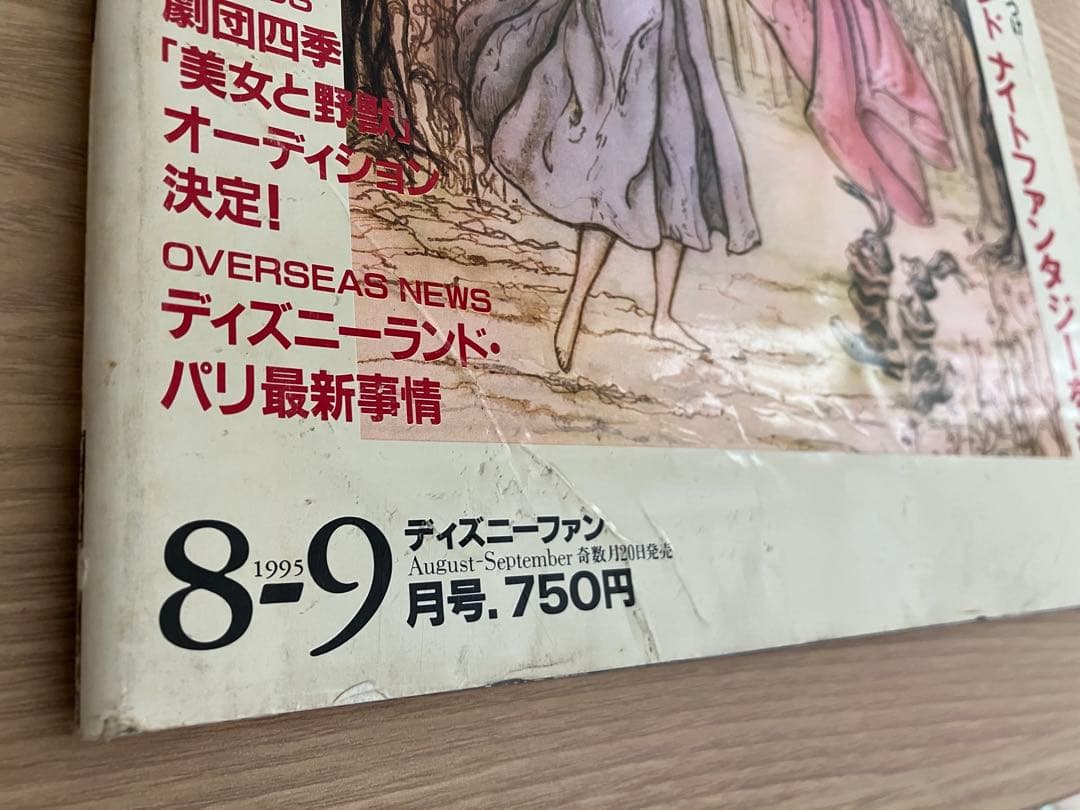 劇団四季
「美女と野獣」
オーディション
決定!
OVERSEAS NEWS
ディズニーランド・
パリ最新事情
ド ナイトファンタジー
8-9
1995
ディズニーファン
August-September 奇数月20日発売
月号. 750円